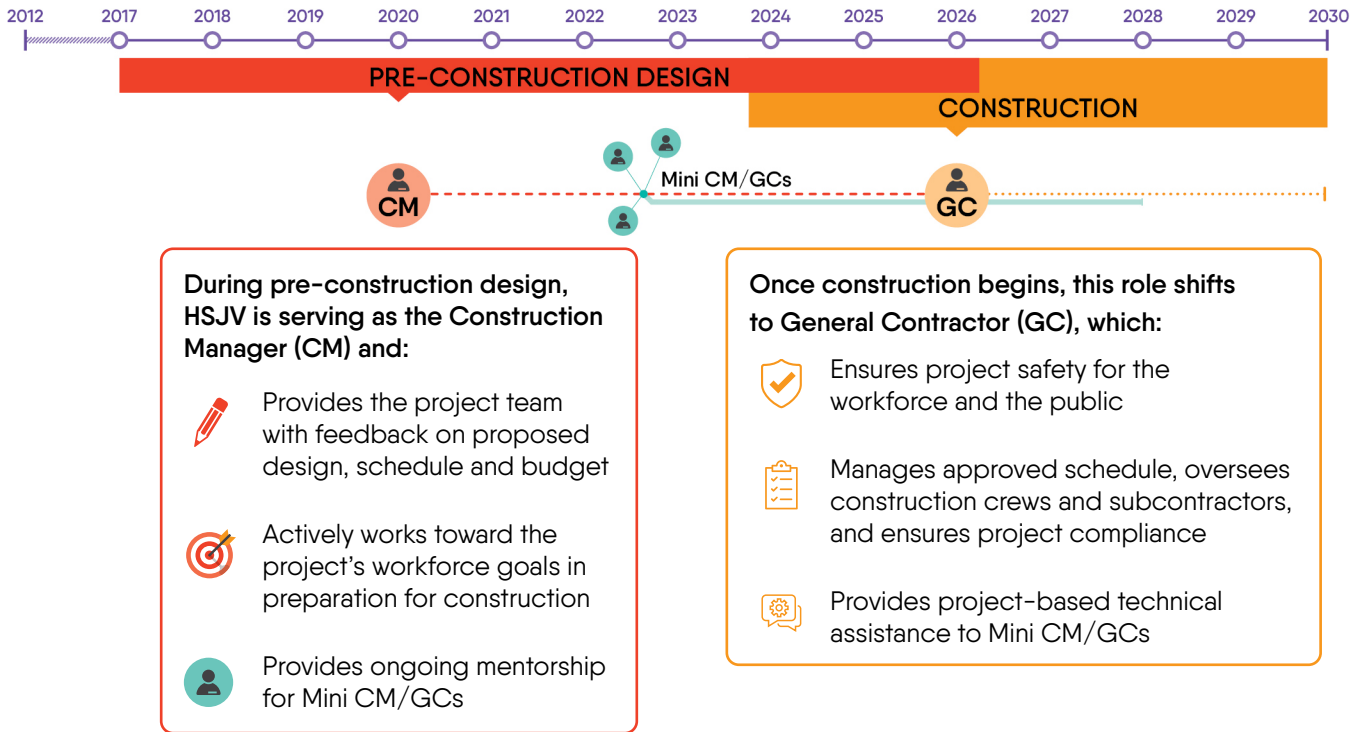 2012 2017 2018 2019 2020 2021 2022 2023 2024 2025 2026 2027 2028 2029 2030
PRE-CONSTRUCTION DESIGN
CONSTRUCTION
Mini CM/GCs
CM
GC
During pre-construction design,
HSJV is serving as the Construction
Manager (CM) and:
Provides the project team
with feedback on proposed
design, schedule and budget
Actively works toward the
project's workforce goals in
preparation for construction
Provides ongoing mentorship
for Mini CM/GCs
Once construction begins, this role shifts
to General Contractor (GC), which:
Ensures project safety for the
workforce and the public
Manages approved schedule, oversees
construction crews and subcontractors,
and ensures project compliance
Provides project-based technical
assistance to Mini CM/GCs